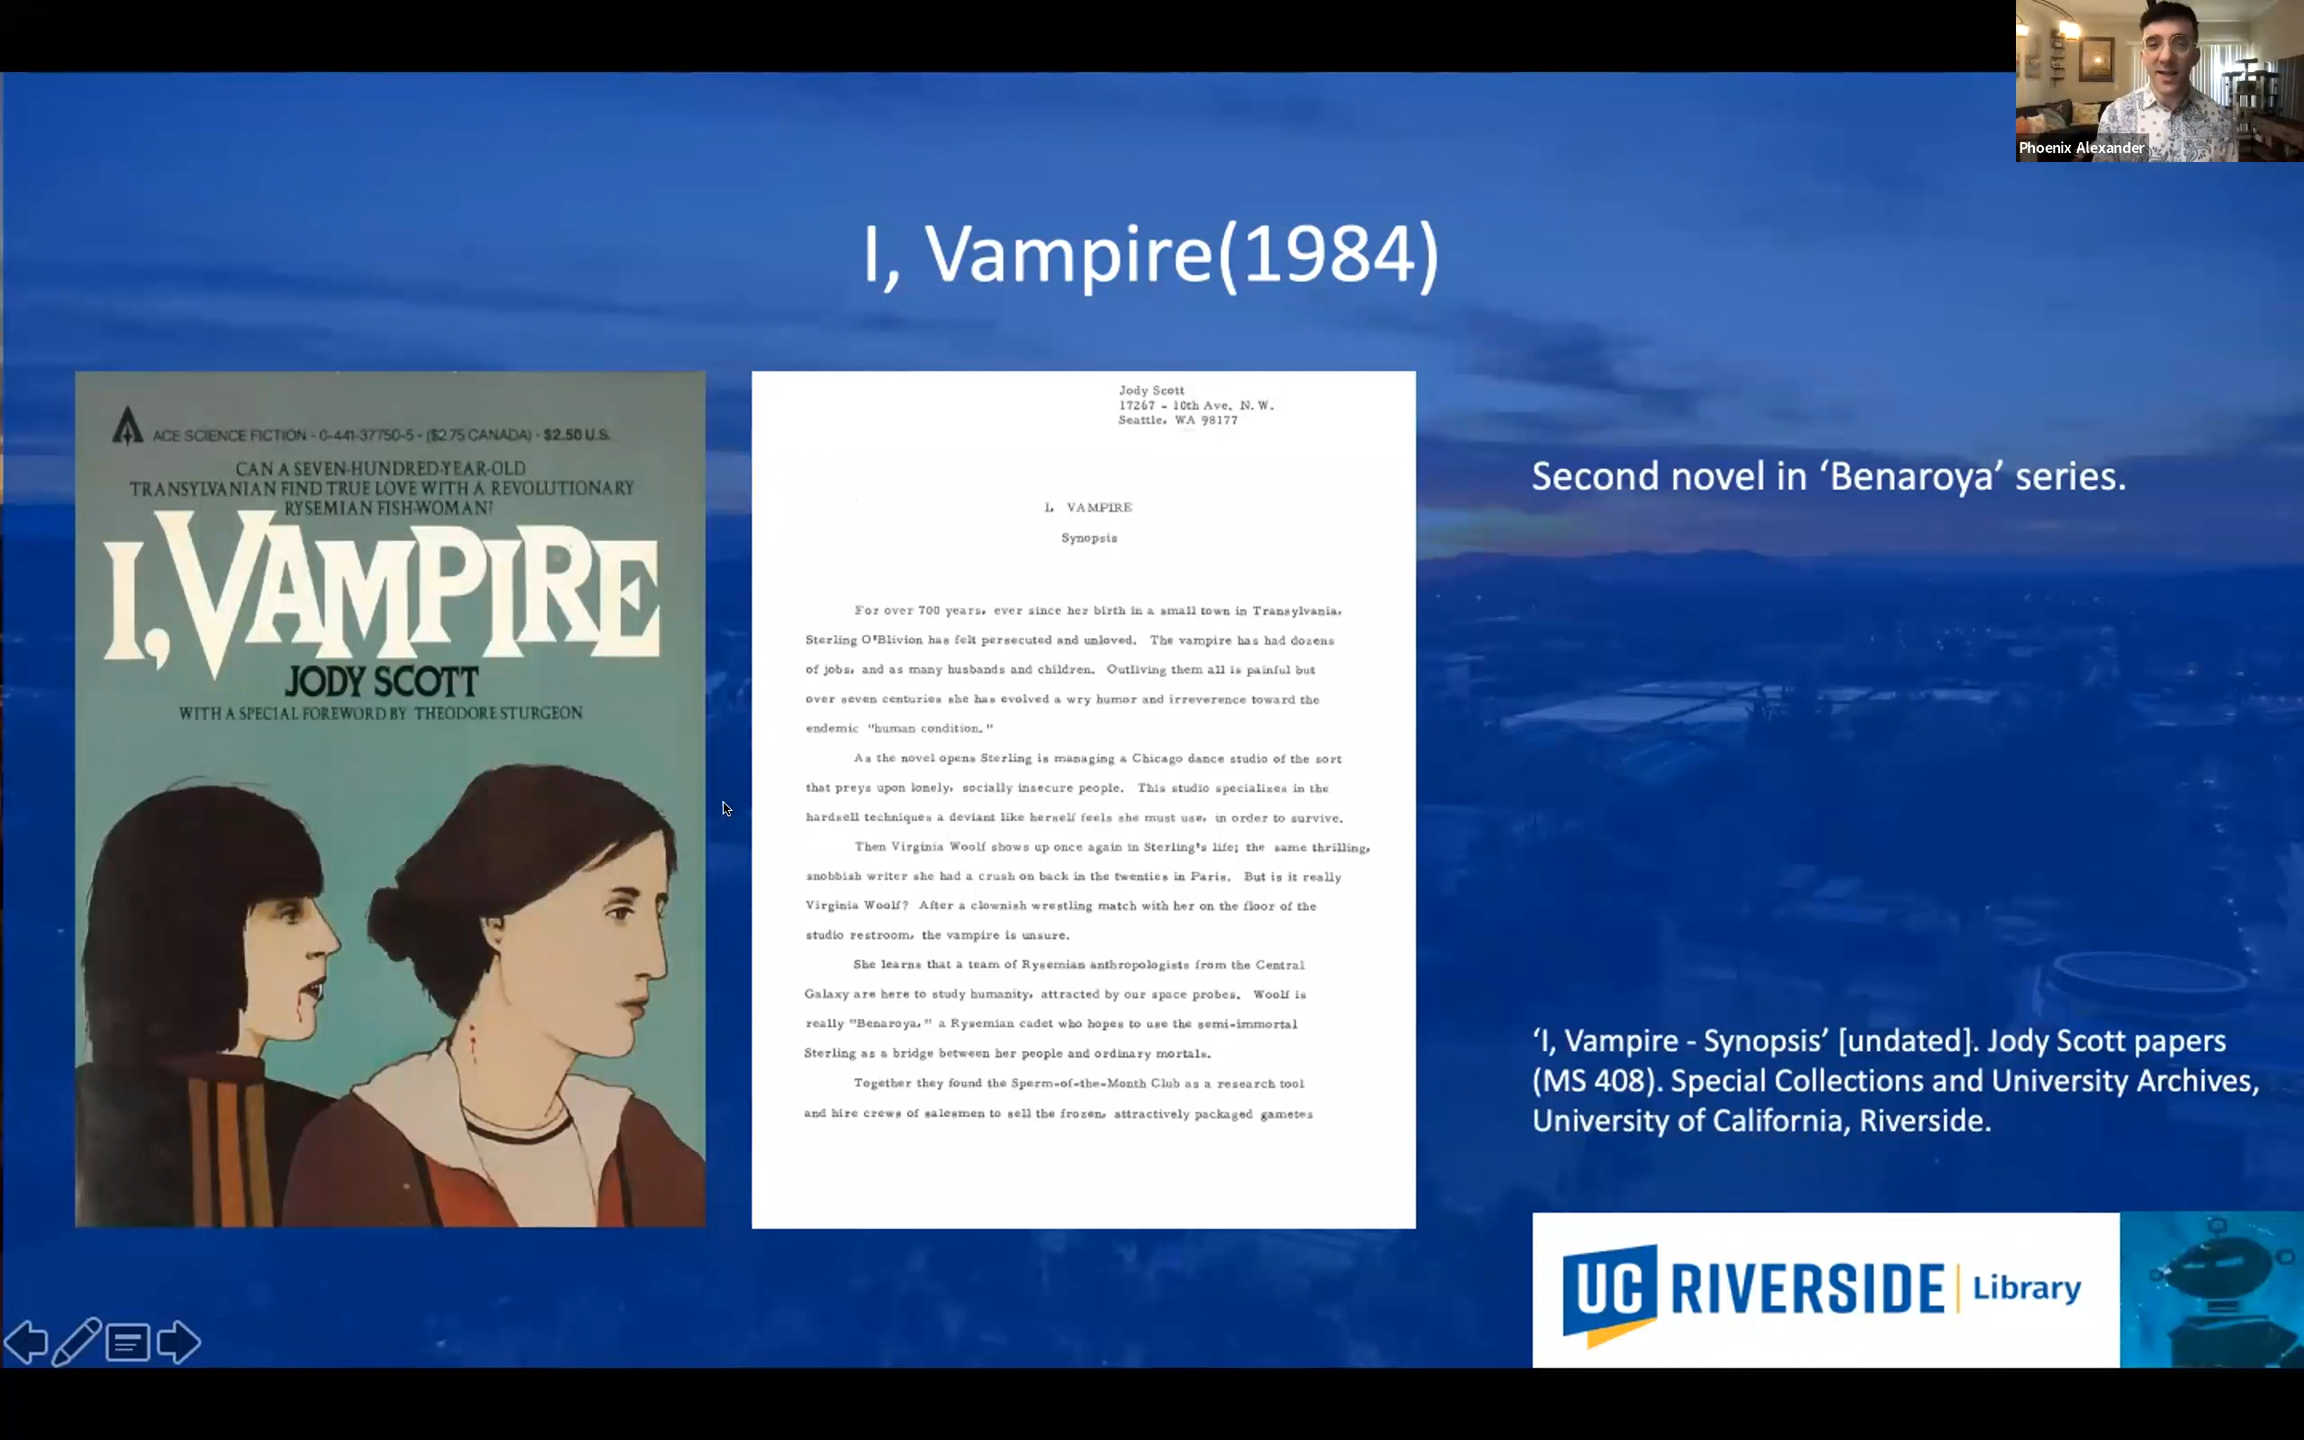 Phoenix Alexander
I, Vampire(1984)
ACE SCIENCE FICTION - 0-441-37750-5 - ($2.75 CANADA) - $2.50 U.S.
CAN A SEVEN-HUNDRED-YEAR-OLD
TRANSYLVANIAN FIND TRUE LOVE WITH A REVOLUTIONARY
RYSEMIAN FISH-WOMAN?
I, VAMPIRE
JODY SCOTT
WITH A SPECIAL FOREWORD BY THEODORE STURGEON
Jody Scott
17267 - 10th Ave. N.W.
Seattle, WA 98177
I, VAMPIRE
Synopsis
For over 700 years, ever since her birth in a small town in Transylvania,
Sterling O'Blivion has felt persecuted and unloved. The vampire has had dozens
of jobs, and as many husbands and children. Outliving them all is painful but
over seven centuries she has evolved a wry humor and irreverence toward the
endemic "human condition."
As the novel opens Sterling is managing a Chicago dance studio of the sort
that preys upon lonely, socially insecure people. This studio specializes in the
hardsell techniques a deviant like herself feels she must use, in order to survive.
Then Virginia Woolf shows up once again in Sterling's life; the same thrilling,
snobbish writer she had a crush on back in the twenties in Paris. But is it really
Virginia Woolf? After a clownish wrestling match with her on the floor of the
studio restroom, the vampire is unsure.
She learns that a team of Rysemian anthropologists from the Central
Galaxy are here to study humanity, attracted by our space probes. Woolf is
really "Benaroya," a Rysemian cadet who hopes to use the semi-immortal
Sterling as a bridge between her people and ordinary mortals.
Together they found the Sperm-of-the-Month Club as a research tool
and hire crews of salesmen to sell the frozen, attractively packaged gametes
Second novel in ‘Benaroya’ series.
‘I, Vampire - Synopsis’ [undated]. Jody Scott papers
(MS 408). Special Collections and University Archives,
University of California, Riverside.
UC RIVERSIDE Library